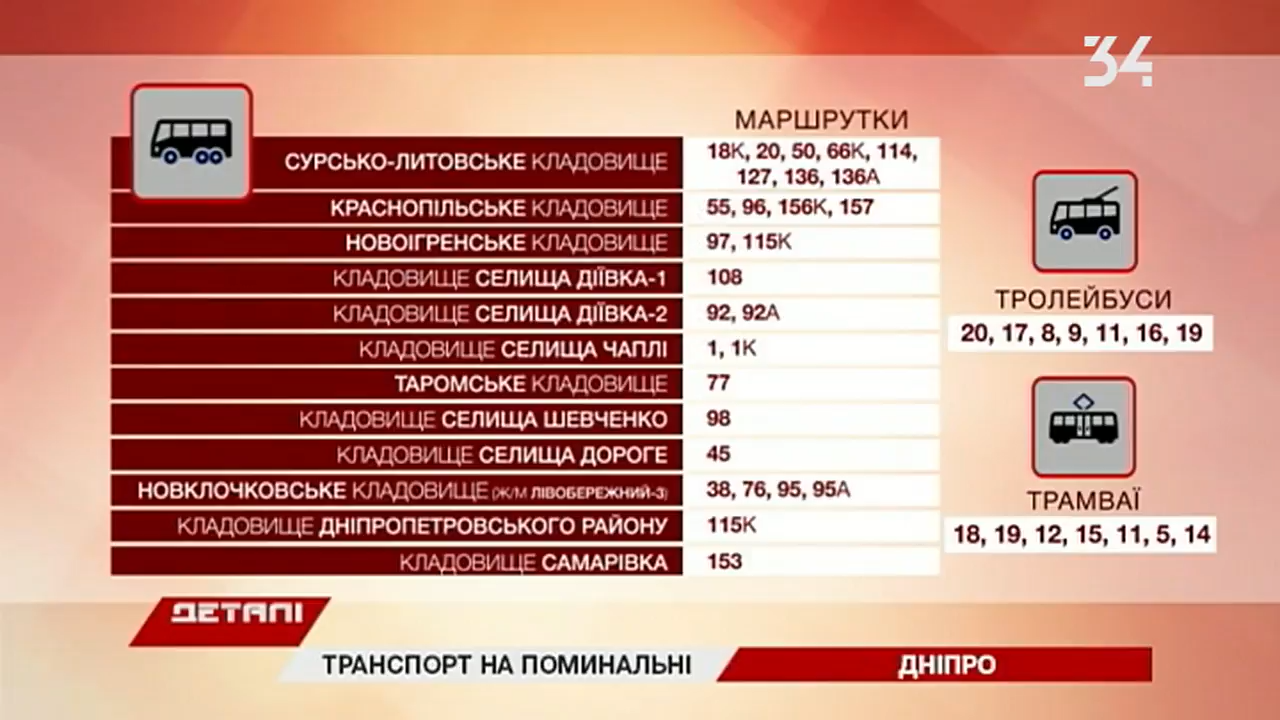 34
МАРШРУТКИ
СУРСЬКО-ЛИТОВСЬКЕ КЛАДОВИЩЕ
18К, 20, 50, 66К, 114,
127, 136, 136А
КРАСНОПІЛЬСЬКЕ КЛАДОВИЩЕ
55, 96, 156К, 157
НОВОІГРЕНСЬКЕ КЛАДОВИЩЕ
97, 115К
КЛАДОВИЩЕ СЕЛИЩА ДІЇВКА-1
108
КЛАДОВИЩЕ СЕЛИЩА ДІЇВКА-2
92, 92А
КЛАДОВИЩЕ СЕЛИЩА ЧАПЛІ
1, 1К
ТАРОМСЬКЕ КЛАДОВИЩЕ
77
КЛАДОВИЩЕ СЕЛИЩА ШЕВЧЕНКО
98
КЛАДОВИЩЕ СЕЛИЩА ДОРОГЕ
45
НОВКЛОЧКОВСЬКЕ КЛАДОВИЩЕ (Ж/М ЛІВОБЕРЕЖНИЙ-3)
38, 76, 95, 95А
КЛАДОВИЩЕ ДНІПРОПЕТРОВСЬКОГО РАЙОНУ
115К
КЛАДОВИЩЕ САМАРІВКА
153
ТРОЛЕЙБУСИ
20, 17, 8, 9, 11, 16, 19
ТРАМВАЇ
18, 19, 12, 15, 11, 5, 14
ДЕТАЛІ
ТРАНСПОРТ НА ПОМИНАЛЬНІ
ДНІПРО